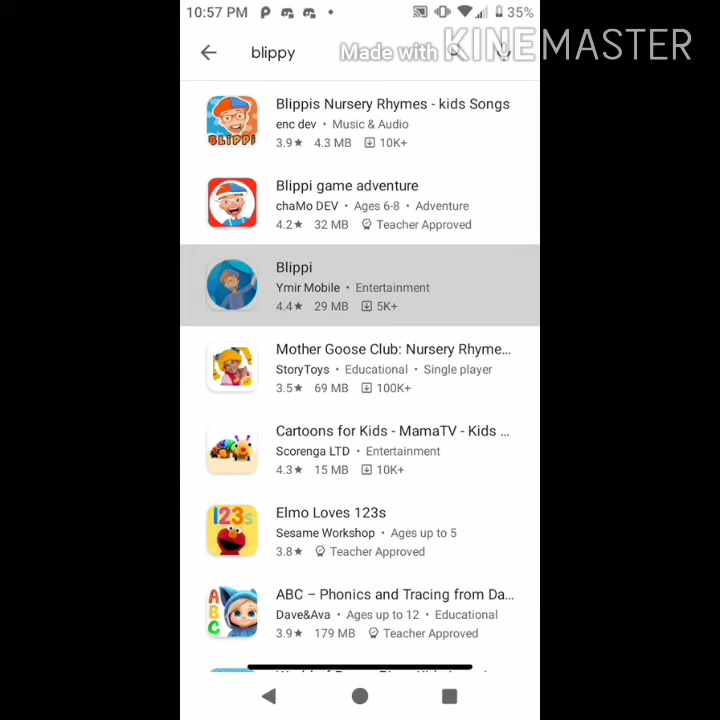 10:57 PM
35%
blippy
Made with KINEMASTER
Blippis Nursery Rhymes - kids Songs
enc dev • Music & Audio
3.9★ 4.3 MB 10K+
BLIPPI
Blippi game adventure
chaMo DEV • Ages 6-8 • Adventure
4.2★ 32 MB Teacher Approved
Blippi
Ymir Mobile • Entertainment
4.4★ 29 MB 5K+
Mother Goose Club: Nursery Rhyme...
StoryToys • Educational • Single player
3.5★ 69 MB 100K+
Cartoons for Kids - MamaTV - Kids ...
Scorenga LTD • Entertainment
4.3★ 15 MB 10K+
123s
Elmo Loves 123s
Sesame Workshop • Ages up to 5
3.8★ Teacher Approved
A
B
C
ABC – Phonics and Tracing from Da...
Dave&Ava • Ages up to 12 • Educational
3.9★ 179 MB Teacher Approved